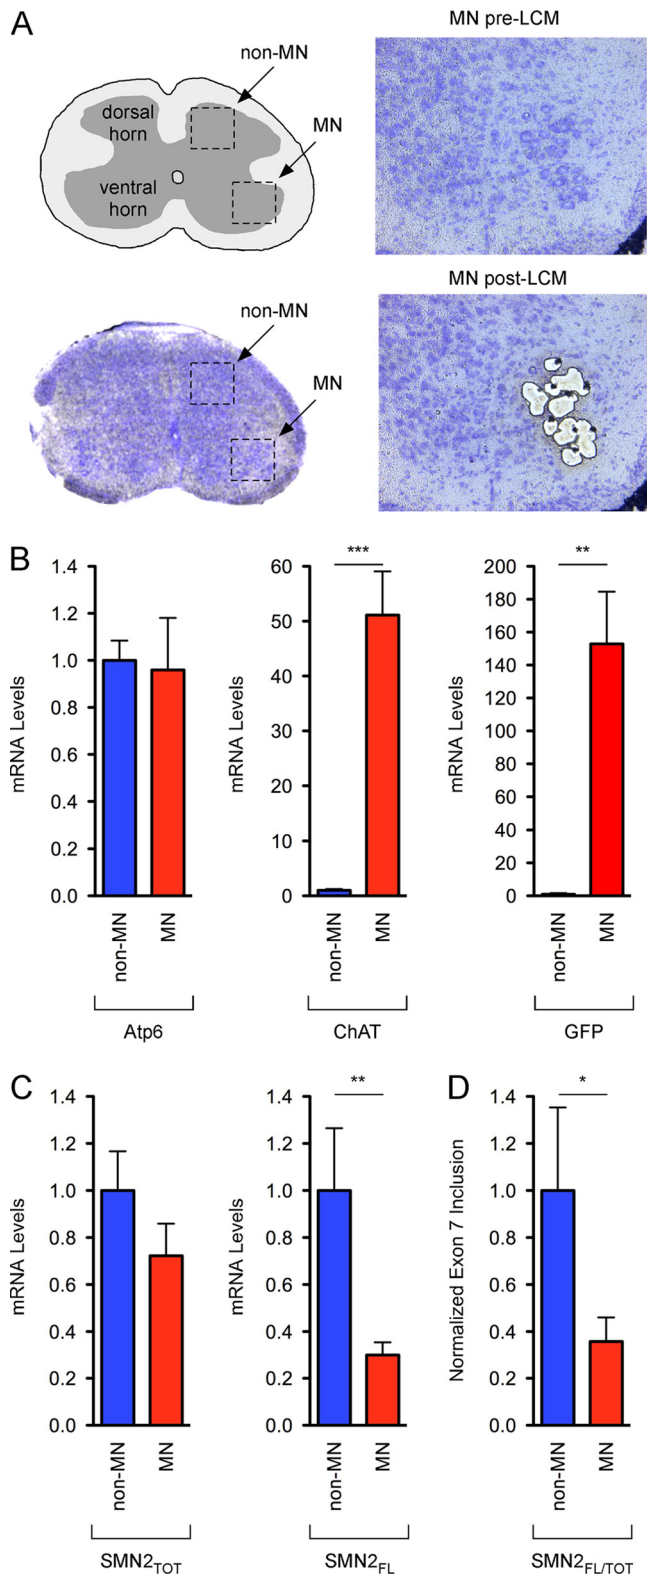 A
non-MN
MN
dorsal
horn
ventral
horn
MN pre-LCM
non-MN
MN
MN post-LCM
B
mRNA Levels
1.4
1.2
1.0
0.8
0.6
0.4
0.2
0.0
non-MN
MN
Atp6
mRNA Levels
60
50
40
30
20
10
0
***
non-MN
MN
ChAT
mRNA Levels
200
180
160
140
120
100
80
60
40
20
0
**
non-MN
MN
GFP
C
mRNA Levels
1.4
1.2
1.0
0.8
0.6
0.4
0.2
0.0
non-MN
MN
SMN2TOT
mRNA Levels
1.4
1.2
1.0
0.8
0.6
0.4
0.2
0.0
**
non-MN
MN
SMN2FL
D
Normalized Exon 7 Inclusion
1.4
1.2
1.0
0.8
0.6
0.4
0.2
0.0
*
non-MN
MN
SMN2FL/TOT